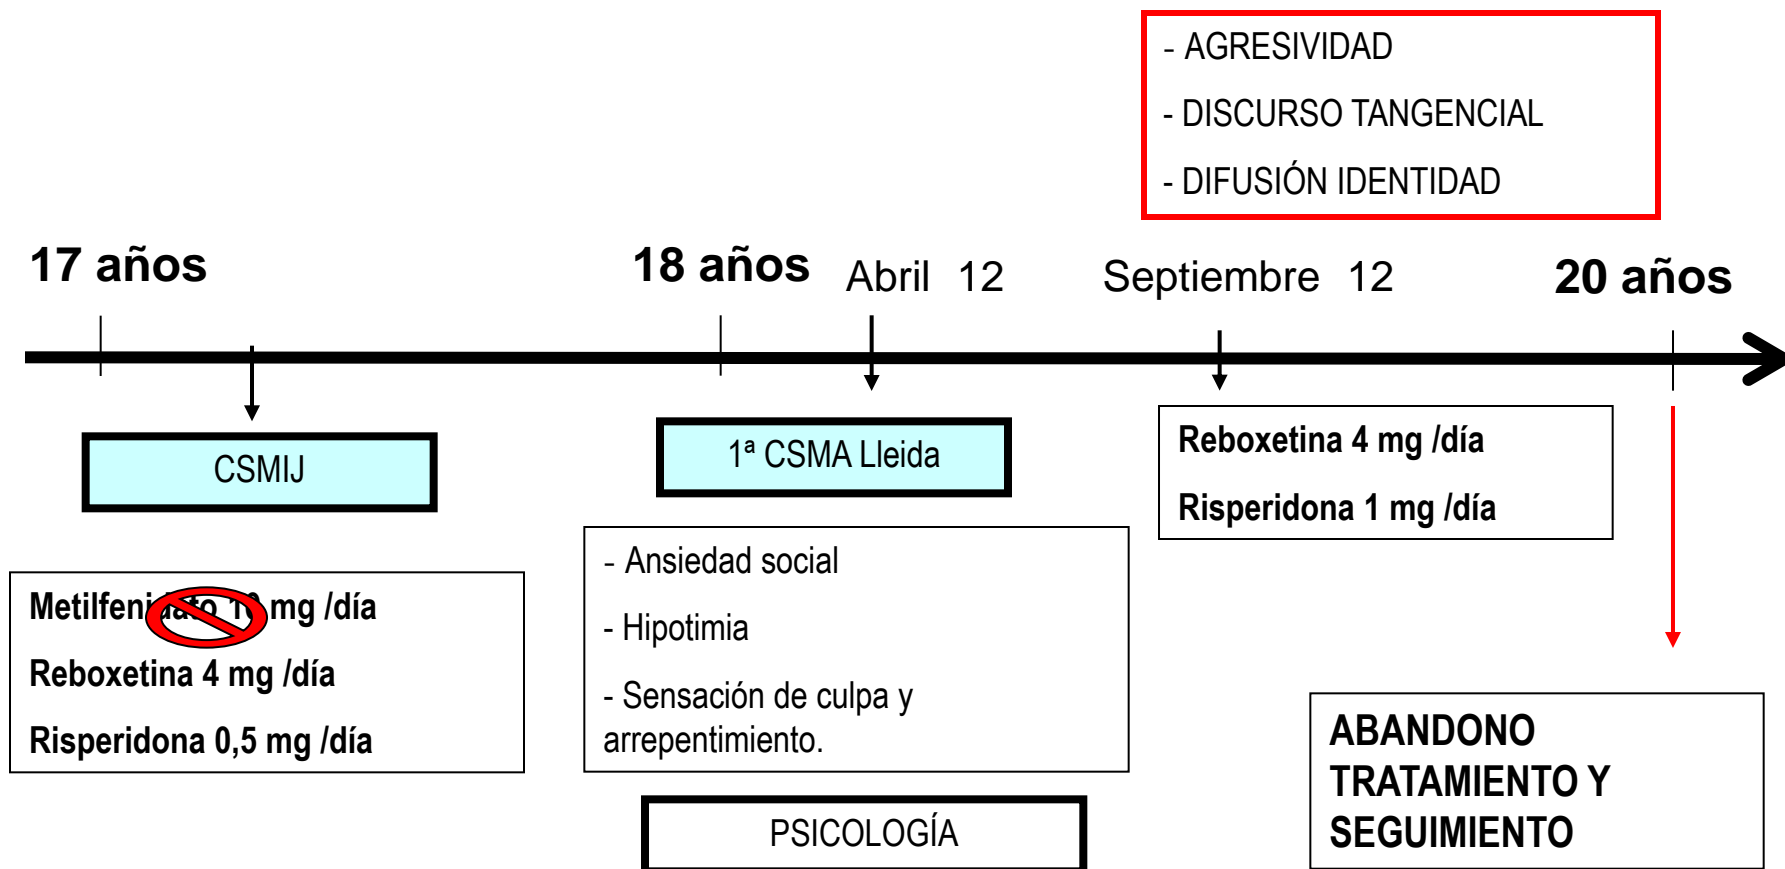 - AGRESIVIDAD
- DISCURSO TANGENCIAL
- DIFUSIÓN IDENTIDAD
17 años
18 años
Abril 12
Septiembre 12
20 años
CSMIJ
1ª CSMA Lleida
Reboxetina 4 mg /día
Risperidona 1 mg /día
Metilfenidato 10 mg /día
Reboxetina 4 mg /día
Risperidona 0,5 mg /día
- Ansiedad social
- Hipotimia
- Sensación de culpa y
arrepentimiento.
PSICOLOGÍA
ABANDONO
TRATAMIENTO Y
SEGUIMIENTO